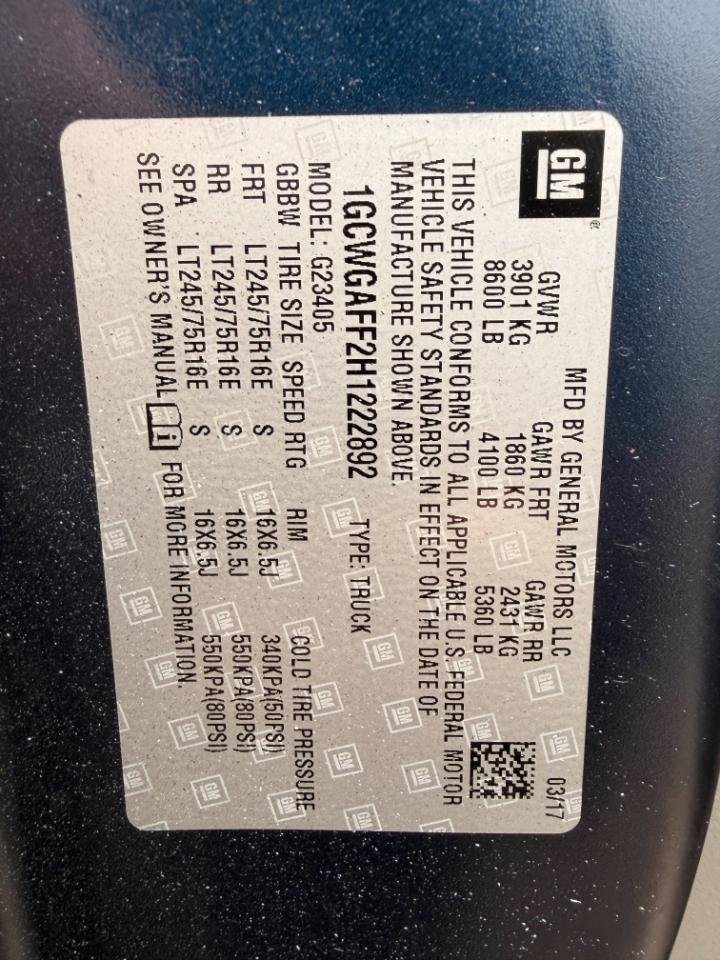 GM
®
MFD BY GENERAL MOTORS LLC 03/17
GVWR GAWR FRT GAWR RR
3901 KG 1860 KG 2431 KG
8600 LB 4100 LB 5360 LB
THIS VEHICLE CONFORMS TO ALL APPLICABLE U.S. FEDERAL MOTOR
VEHICLE SAFETY STANDARDS IN EFFECT ON THE DATE OF
MANUFACTURE SHOWN ABOVE.
1GCWGAFF2H1222892 TYPE: TRUCK
MODEL: G23405
GBBW TIRE SIZE SPEED RTG RIM COLD TIRE PRESSURE
FRT LT245/75R16E S 16X6.5J 340KPA(50PSI)
RR LT245/75R16E S 16X6.5J 550KPA(80PSI)
SPA LT245/75R16E S 16X6.5J 550KPA(80PSI)
SEE OWNER'S MANUAL i FOR MORE INFORMATION.